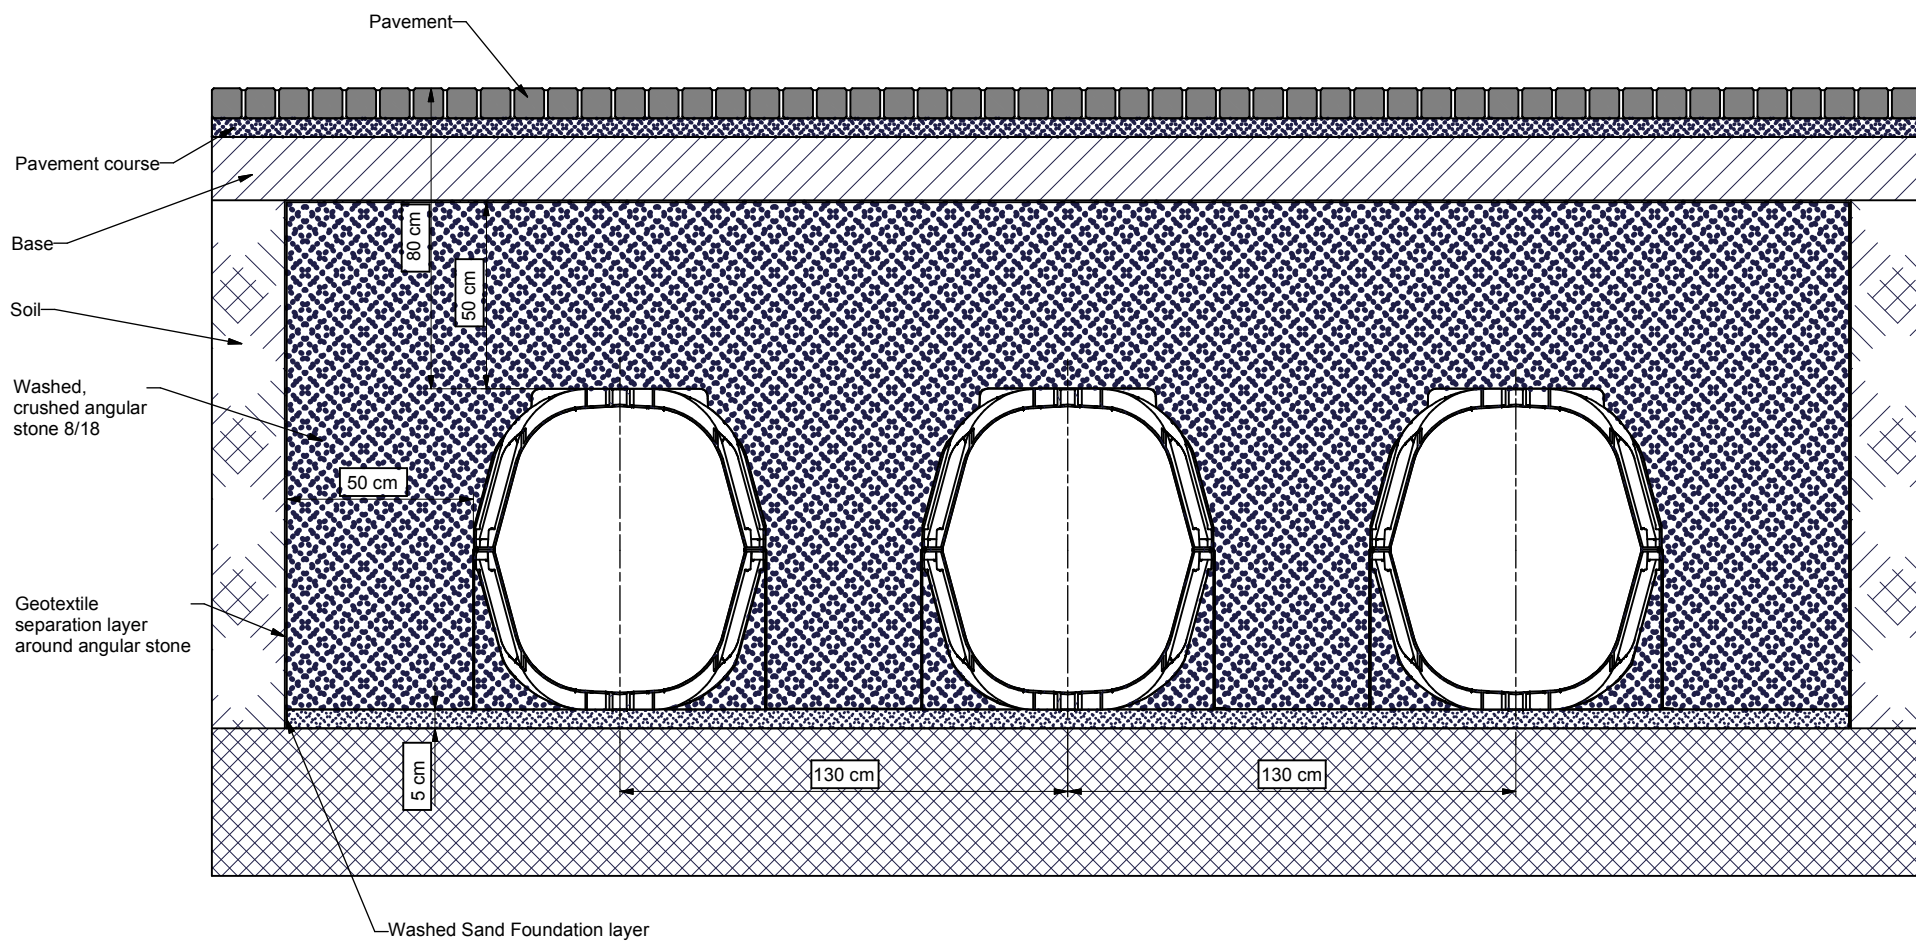 Pavement
Pavement course
80 cm
Base
50 cm
Soil
Washed,
crushed angular
stone 8/18
50 cm
Geotextile
separation layer
around angular stone
5 cm
130 cm
130 cm
Washed Sand Foundation layer